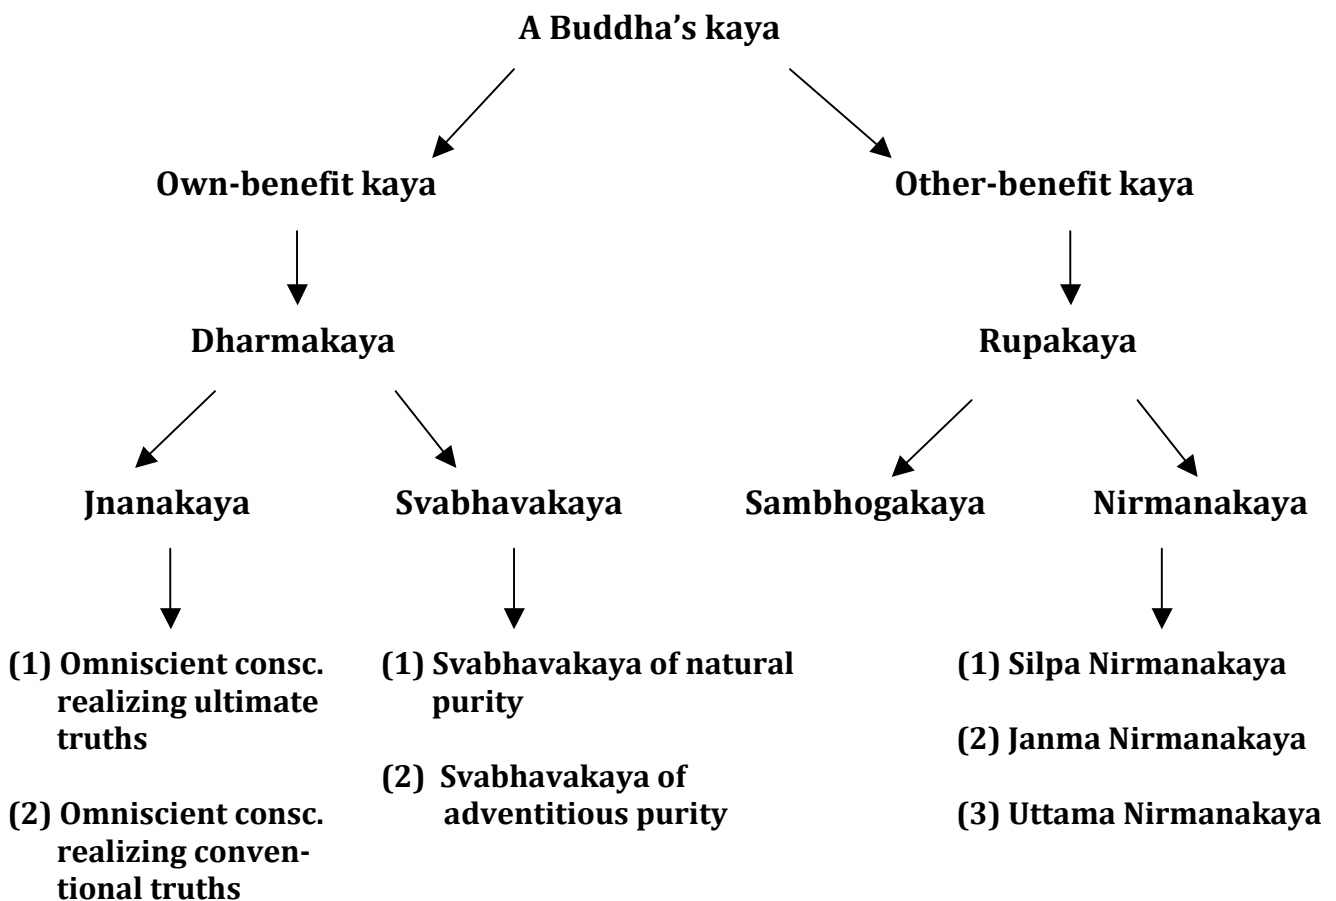 A Buddha’s kaya
Own-benefit kaya
Other-benefit kaya
Dharmakaya
Rupakaya
Jnanakaya
Svabhavakaya
Sambhogakaya
Nirmanakaya
(1) Omniscient consc.
realizing ultimate
truths
(2) Omniscient consc.
realizing conven-
tional truths
(1) Svabhavakaya of natural
purity
(2) Svabhavakaya of
adventitious purity
(1) Silpa Nirmanakaya
(2) Janma Nirmanakaya
(3) Uttama Nirmanakaya